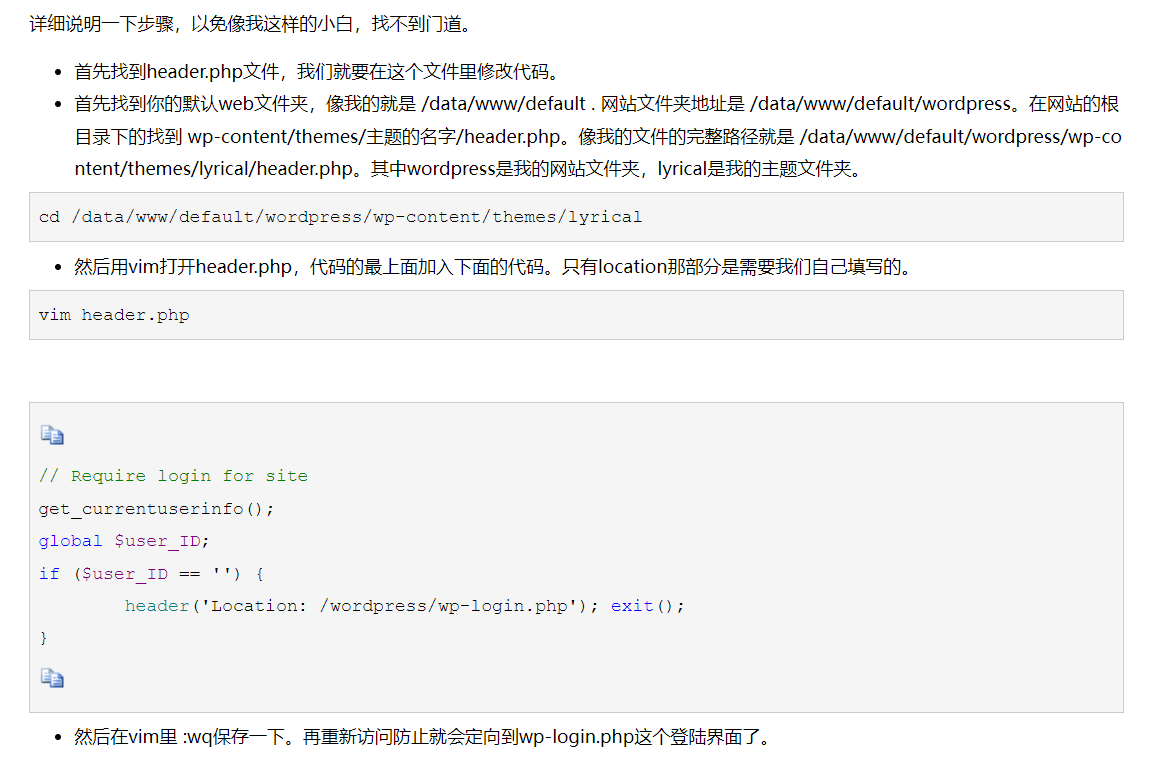 详细说明一下步骤，以免像我这样的小白，找不到门道。
• 首先找到header.php文件，我们就要在这个文件里修改代码。
• 首先找到你的默认web文件夹，像我的就是 /data/www/default . 网站文件夹地址是 /data/www/default/wordpress。在网站的根
目录下的找到 wp-content/themes/主题的名字/header.php。像我的文件的完整路径就是 /data/www/default/wordpress/wp-co
ntent/themes/lyrical/header.php。其中wordpress是我的网站文件夹，lyrical是我的主题文件夹。
cd /data/www/default/wordpress/wp-content/themes/lyrical
• 然后用vim打开header.php，代码的最上面加入下面的代码。只有location那部分是需要我们自己填写的。
vim header.php
// Require login for site
get_currentuserinfo();
global $user_ID;
if ($user_ID == '') {
        header('Location: /wordpress/wp-login.php'); exit();
}
• 然后在vim里 :wq保存一下。再重新访问防止就会定向到wp-login.php这个登陆界面了。